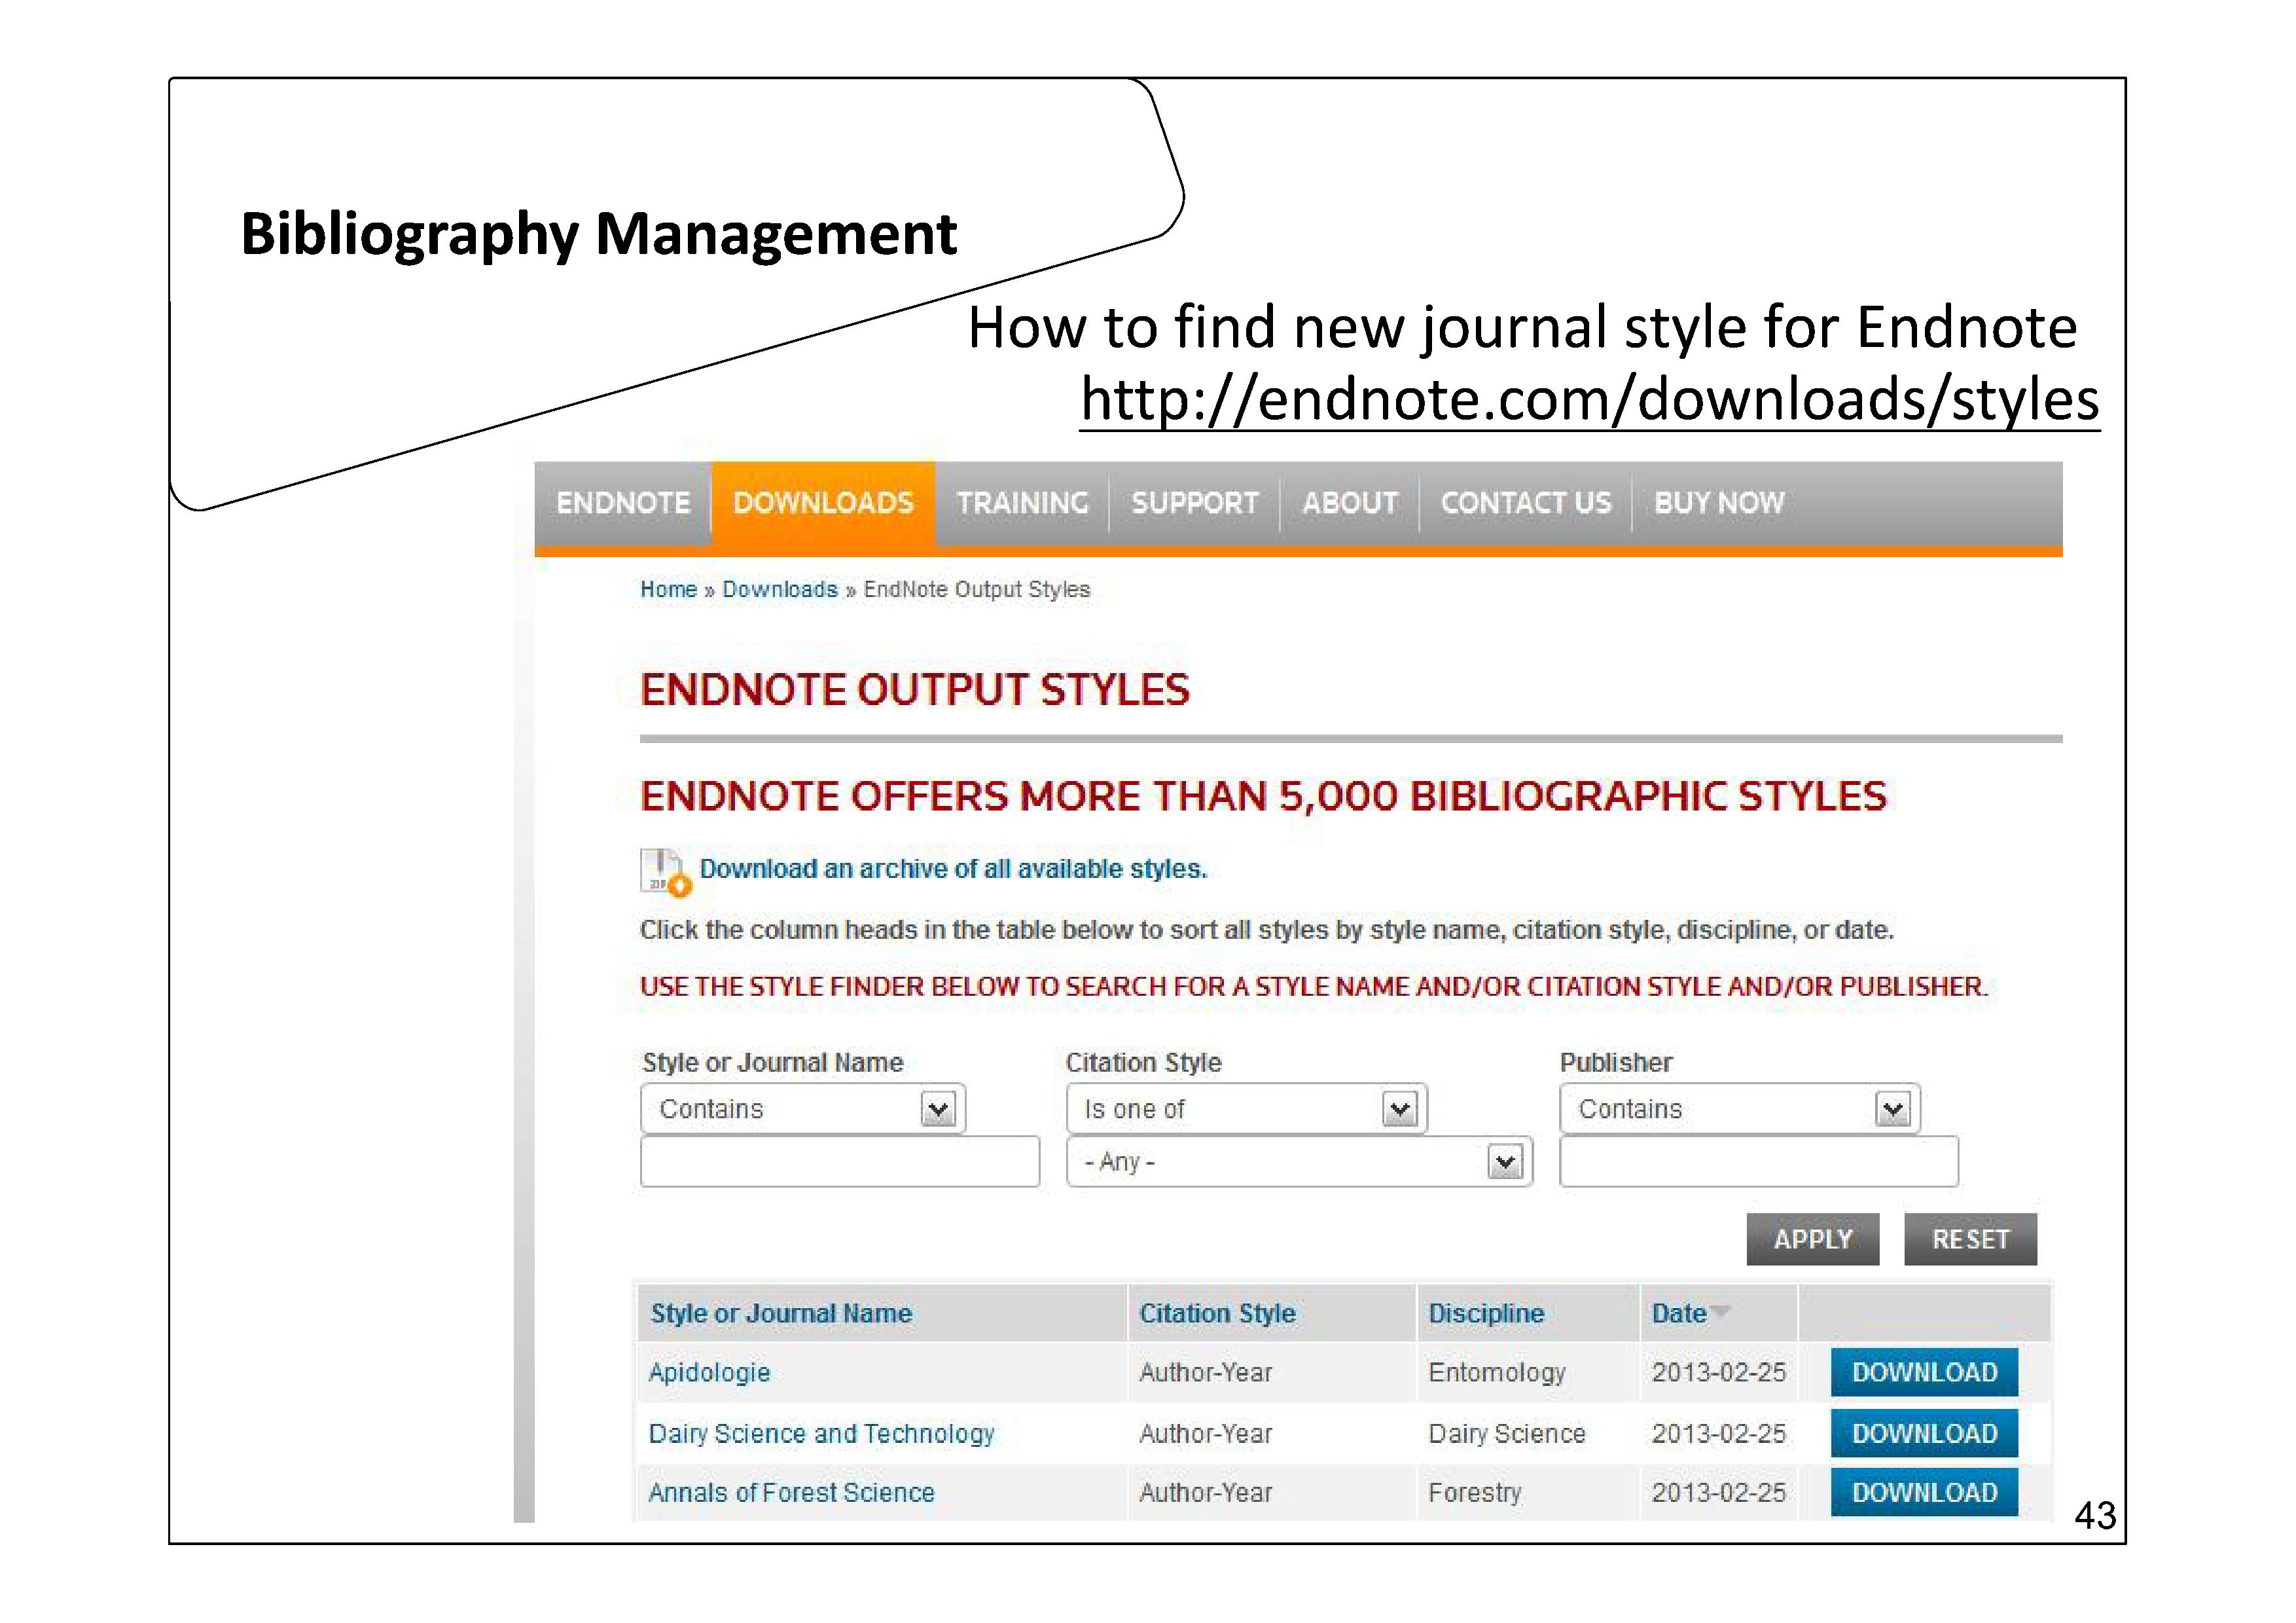 Bibliography Management
How to find new journal style for Endnote
http://endnote.com/downloads/styles
ENDNOTE DOWNLOADS TRAINING SUPPORT ABOUT CONTACT US BUY NOW
Home » Downloads » EndNote Output Styles
ENDNOTE OUTPUT STYLES
ENDNOTE OFFERS MORE THAN 5,000 BIBLIOGRAPHIC STYLES
ZIP Download an archive of all available styles.
Click the column heads in the table below to sort all styles by style name, citation style, discipline, or date.
USE THE STYLE FINDER BELOW TO SEARCH FOR A STYLE NAME AND/OR CITATION STYLE AND/OR PUBLISHER.
Style or Journal Name Citation Style Publisher
Contains Is one of Contains
- Any -
APPLY RESET
Style or Journal Name Citation Style Discipline Date
Apidologie Author-Year Entomology 2013-02-25 DOWNLOAD
Dairy Science and Technology Author-Year Dairy Science 2013-02-25 DOWNLOAD
Annals of Forest Science Author-Year Forestry 2013-02-25 DOWNLOAD
43